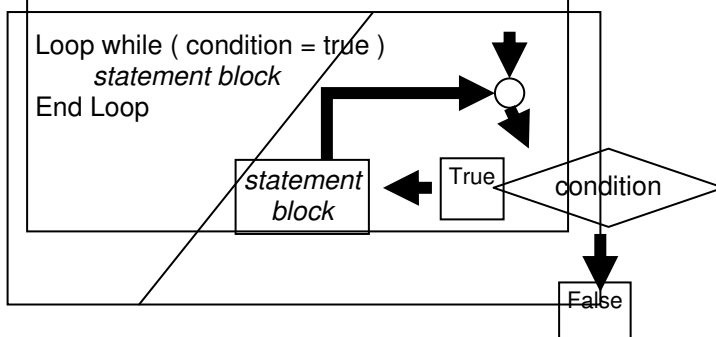 Loop while ( condition = true )
statement block
End Loop
statement
block
True
condition
False